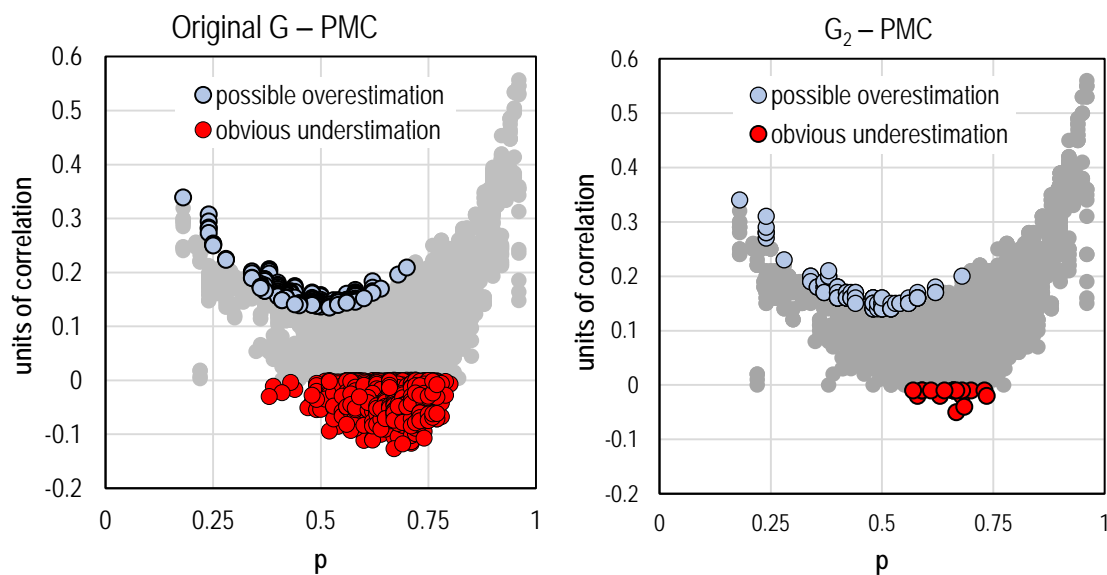 Original G – PMC
0.6
0.5
0.4
0.3
0.2
0.1
0
-0.1
-0.2
units of correlation
possible overestimation
obvious understimation
0
0.25
0.5
0.75
1
p
G₂ – PMC
0.6
0.5
0.4
0.3
0.2
0.1
0
-0.1
-0.2
units of correlation
possible overestimation
obvious underestimation
0
0.25
0.5
0.75
1
p